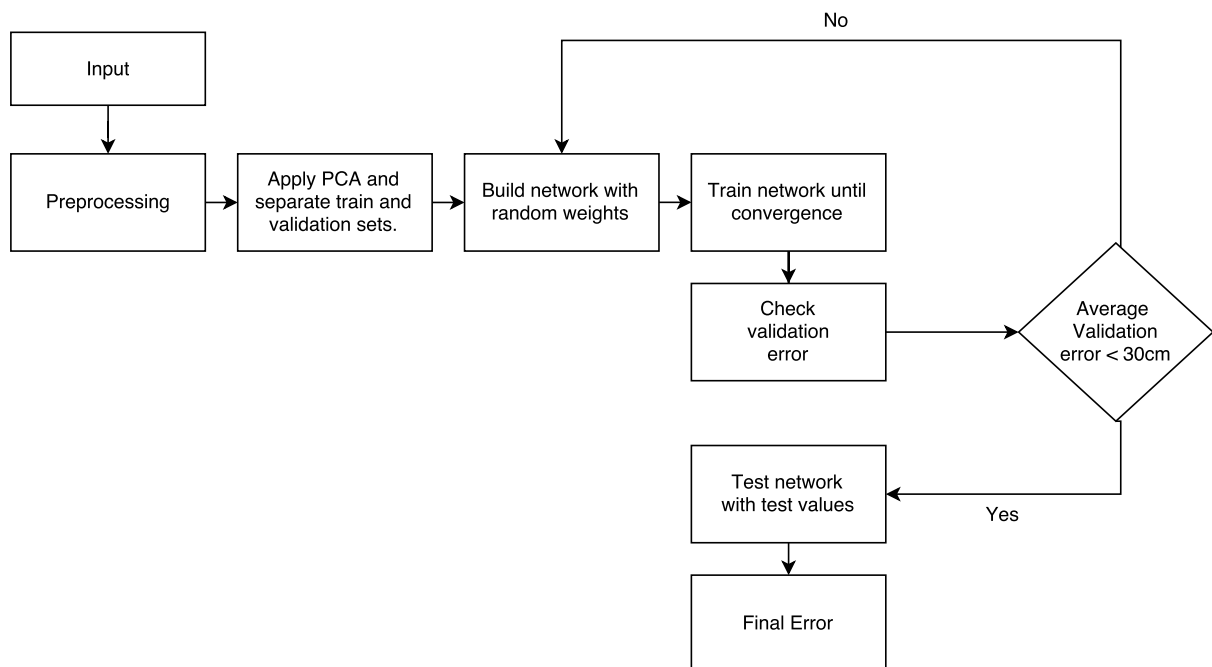 No
Input
Preprocessing
Apply PCA and
separate train and
validation sets.
Build network with
random weights
Train network until
convergence
Check
validation
error
Average
Validation
error < 30cm
Yes
Test network
with test values
Final Error